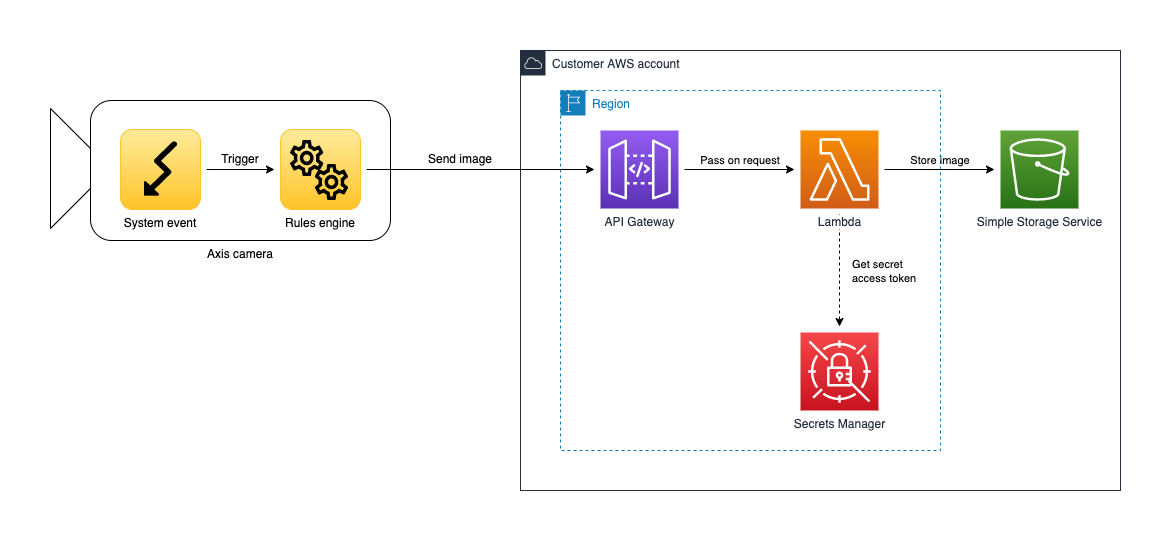 Customer AWS account
Region
Trigger
Send image
Pass on request
Store image
System event
Rules engine
API Gateway
Lambda
Simple Storage Service
Axis camera
Get secret
access token
Secrets Manager